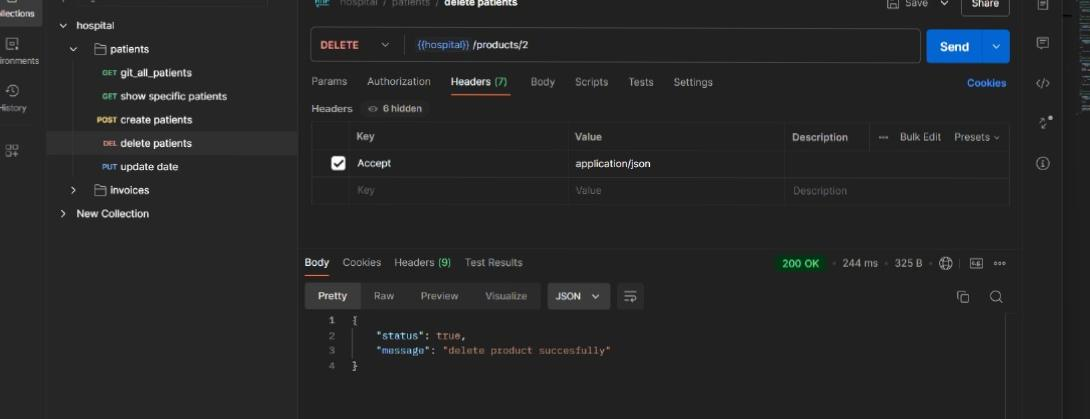 hospital / patients / delete patients
Save
Share
ollections
hospital
DELETE
{{hospital}} /products/2
Send
patients
ironments
GET git_all_patients
Params Authorization Headers (7) Body Scripts Tests Settings Cookies
GET show specific patients
History
Headers 6 hidden
POST create patients
Key Value Description Bulk Edit Presets
DEL delete patients
PUT update date
Accept application/json
invoices
Key Value Description
New Collection
Body Cookies Headers (9) Test Results 200 OK 244 ms 325 B
Pretty Raw Preview Visualize JSON
1 {
2 "status": true,
3 "message": "delete product succesfully"
4 }